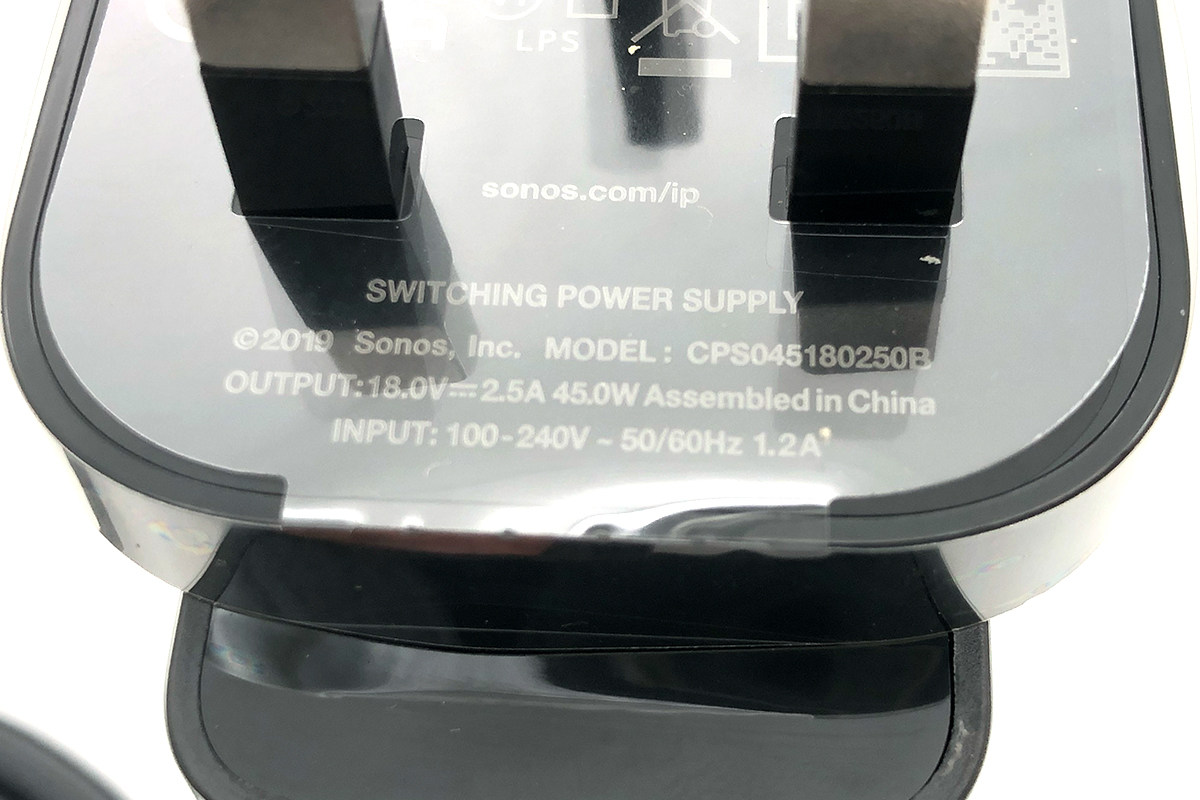 LPS
sonos.com/ip
SWITCHING POWER SUPPLY
©2019 Sonos, Inc. MODEL: CPS045180250B
OUTPUT:18.0V⎓2.5A 45.0W Assembled in China
INPUT: 100-240V ~ 50/60Hz 1.2A